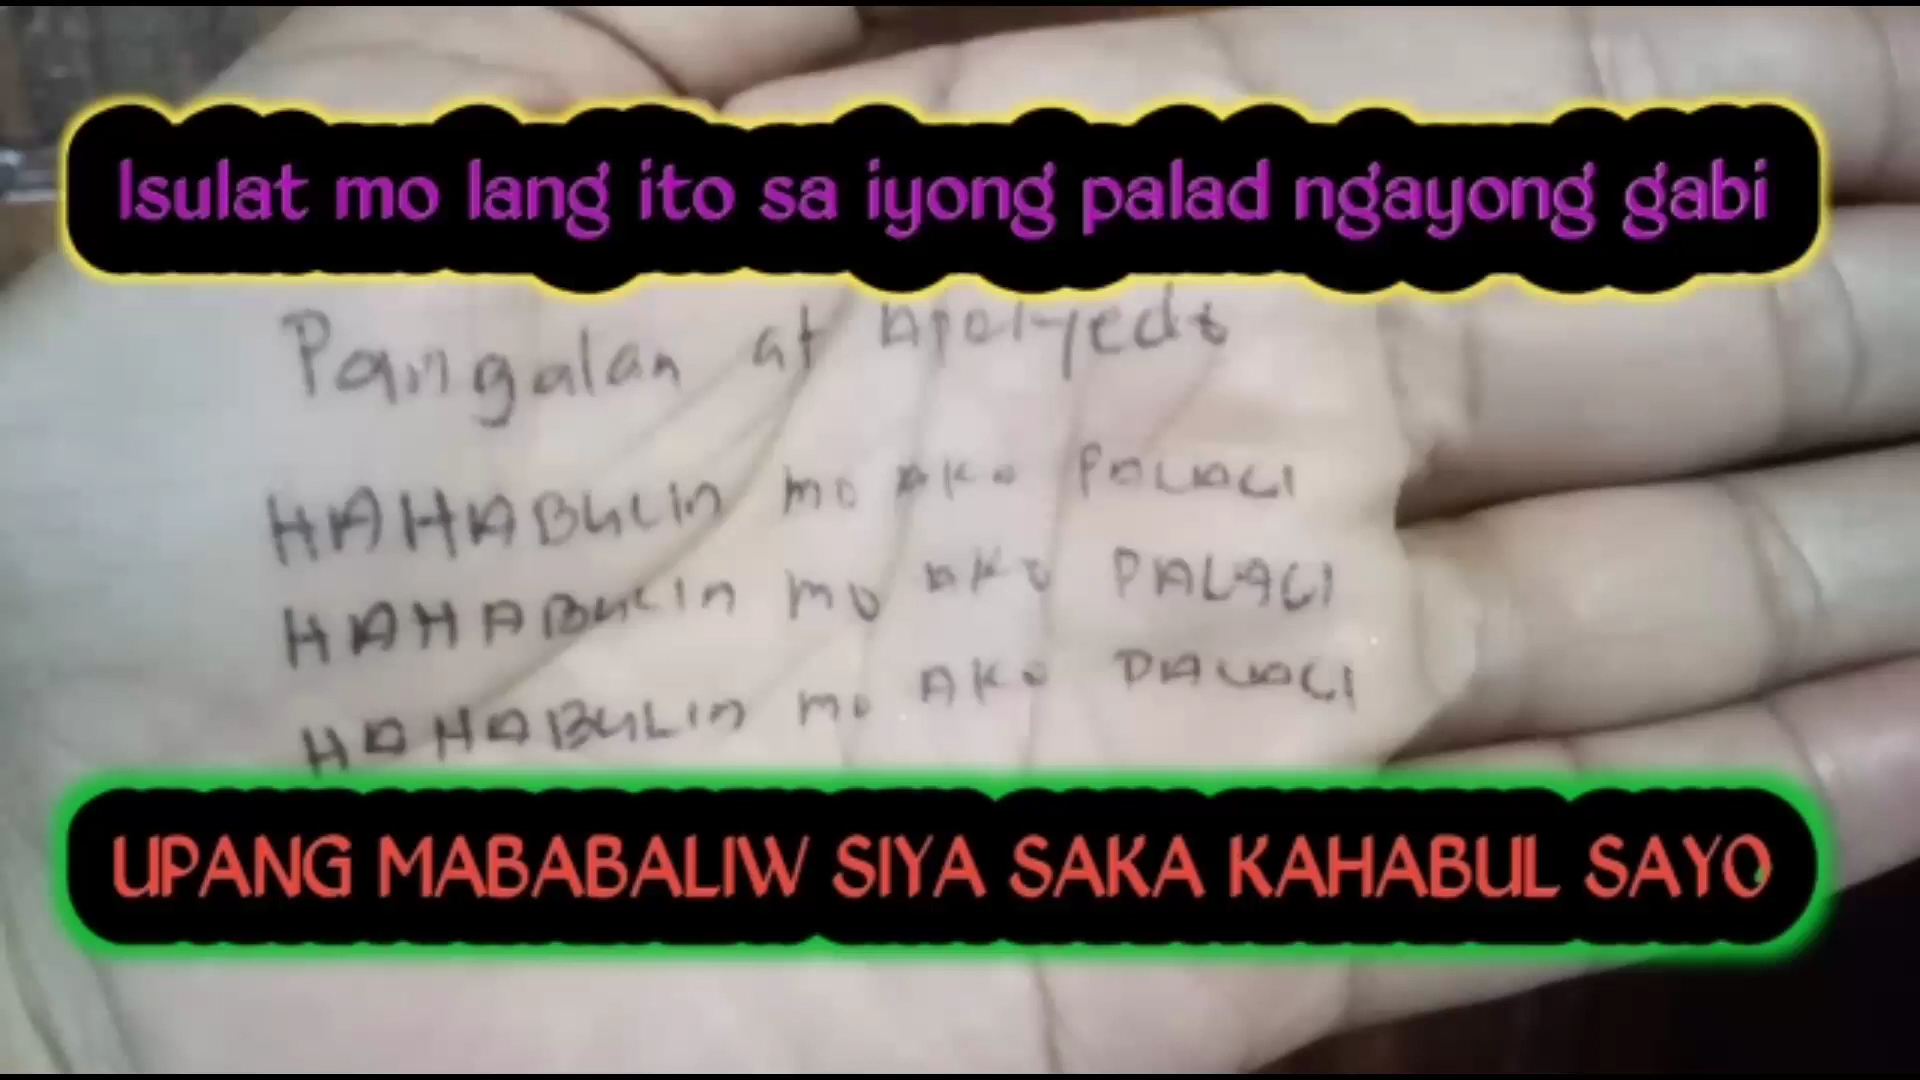 Isulat mo lang ito sa iyong palad ngayong gabi
Pangalan at Apelyedo
HAHABULIN mo AKO PALAGI
HAHABULIN mo AKO PALAGI
HAHABULIN mo AKO PALAGI
UPANG MABABALIW SIYA SAKA KAHABUL SAYO